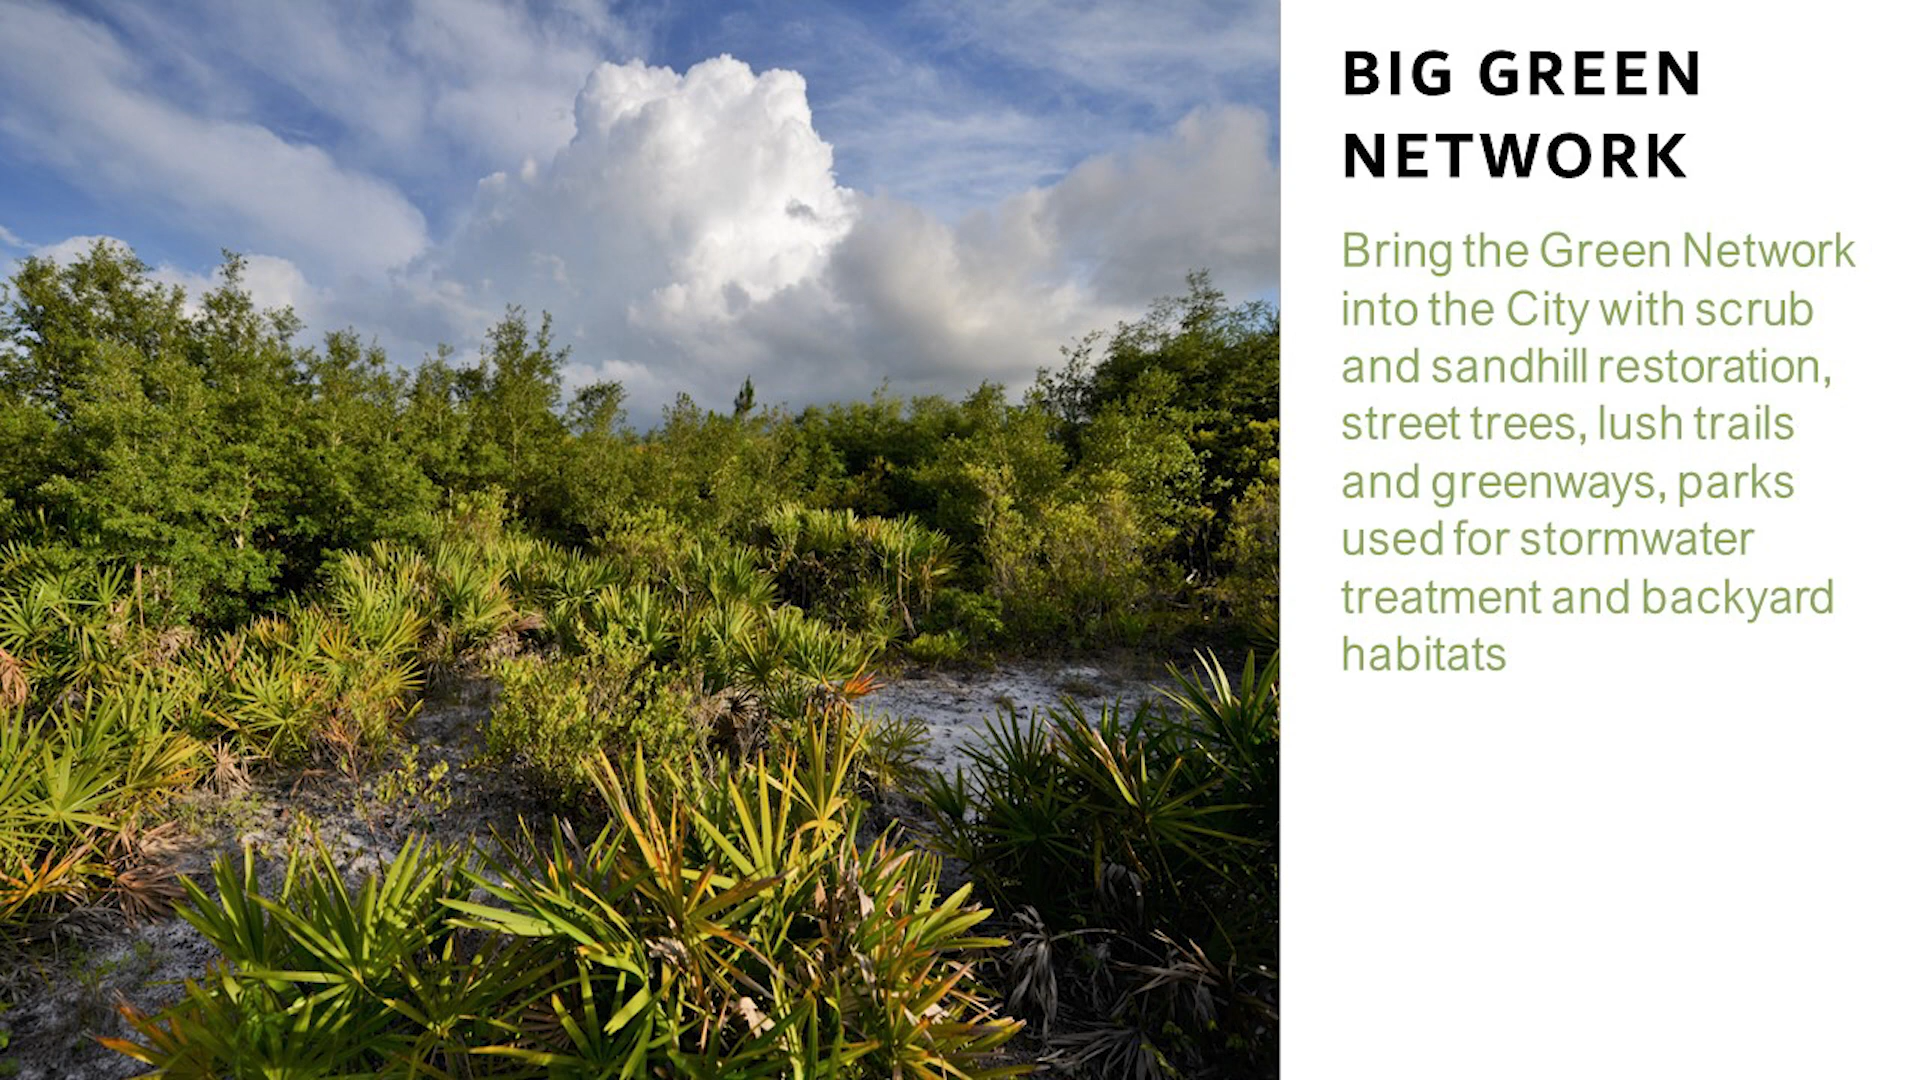 BIG GREEN
NETWORK
Bring the Green Network
into the City with scrub
and sandhill restoration,
street trees, lush trails
and greenways, parks
used for stormwater
treatment and backyard
habitats